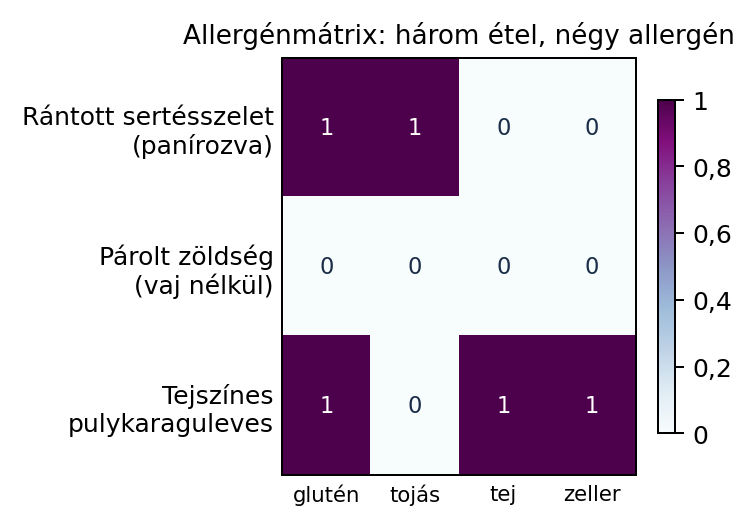 Allergénmátrix: három étel, négy allergén
Rántott sertésszelet
(panírozva)
1 1 0 0
Párolt zöldség
(vaj nélkül)
0 0 0 0
Tejszínes
pulykaraguleves
1 0 1 1
glutén tojás tej zeller
1
0,8
0,6
0,4
0,2
0